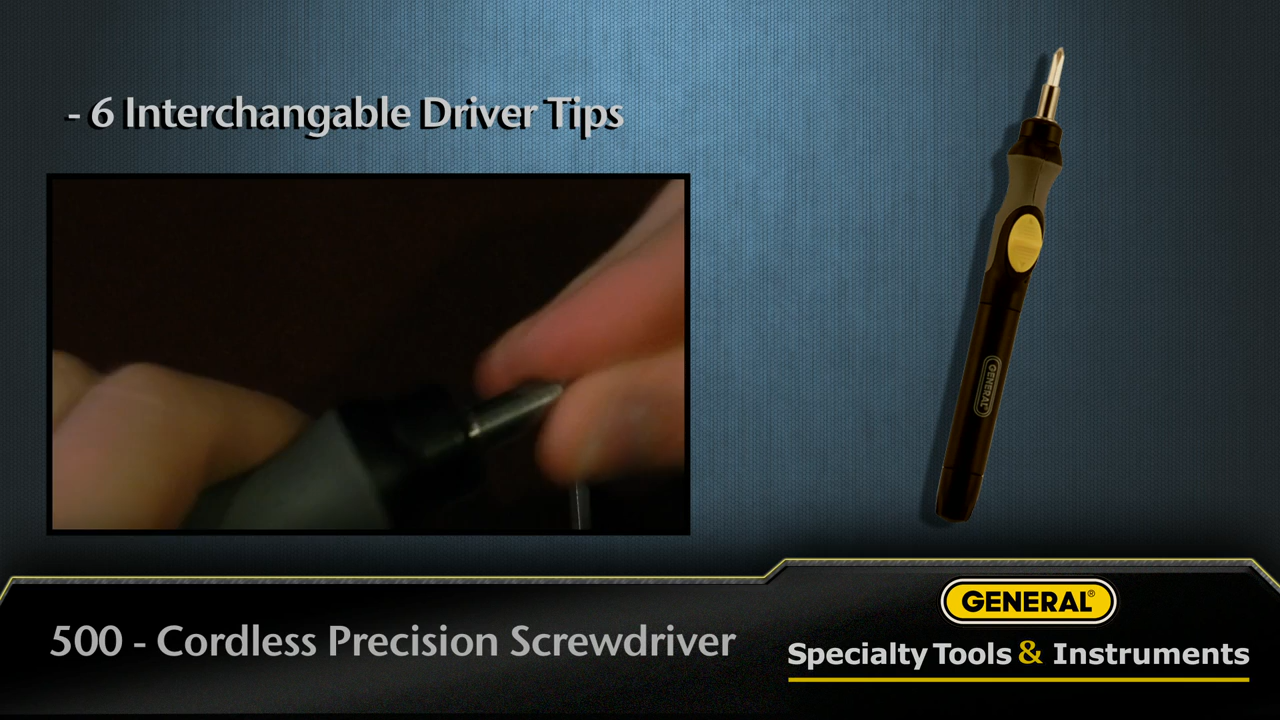 - 6 Interchangable Driver Tips
GENERAL
500 - Cordless Precision Screwdriver
GENERAL®
Specialty Tools & Instruments